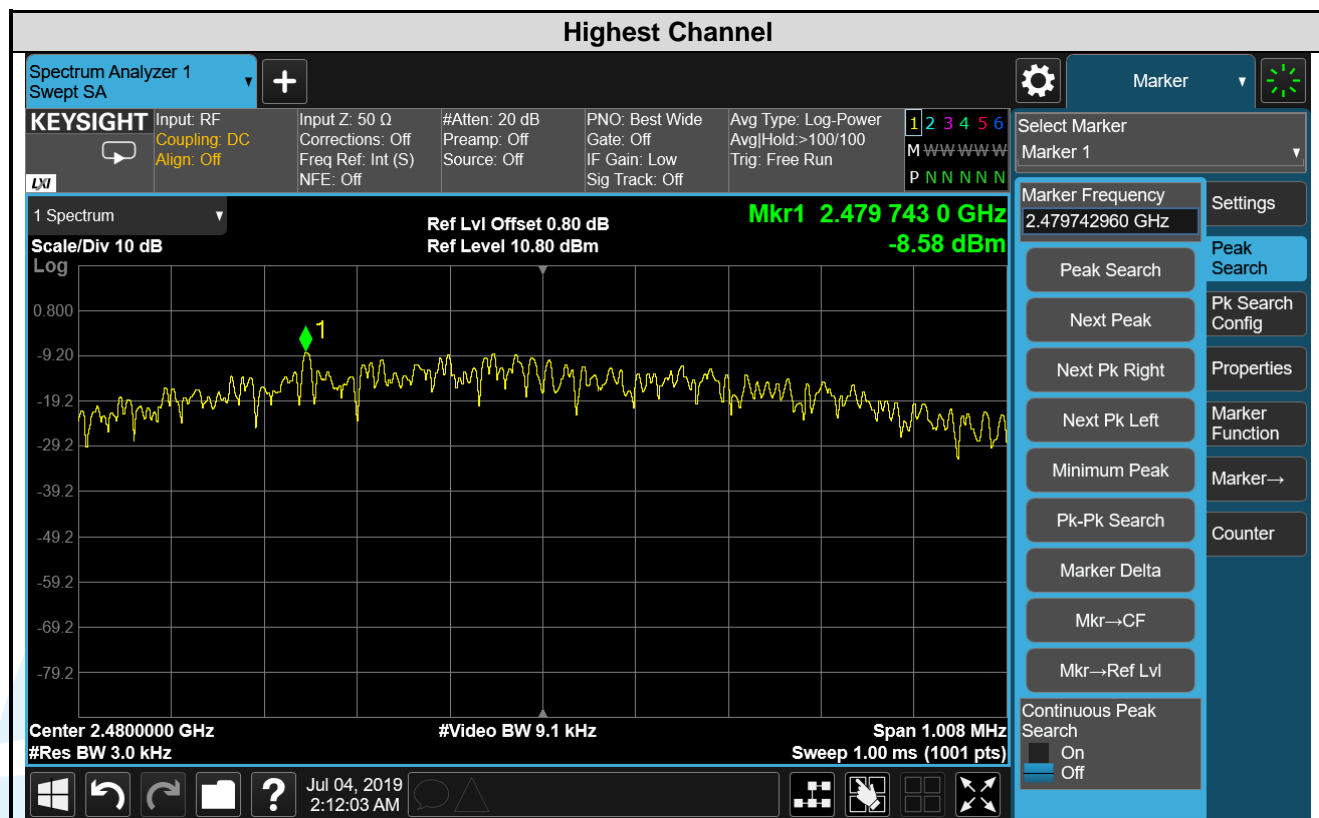 Highest Channel
Spectrum Analyzer 1
Swept SA
Marker
KEYSIGHT
LXI
Input: RF
Coupling: DC
Align: Off
Input Z: 50 Ω
Corrections: Off
Freq Ref: Int (S)
NFE: Off
#Atten: 20 dB
Preamp: Off
Source: Off
PNO: Best Wide
Gate: Off
IF Gain: Low
Sig Track: Off
Avg Type: Log-Power
Avg|Hold:>100/100
Trig: Free Run
1 2 3 4 5 6
M W W W W W
P N N N N N
Select Marker
Marker 1
1 Spectrum
Scale/Div 10 dB
Log
Ref Lvl Offset 0.80 dB
Ref Level 10.80 dBm
Mkr1 2.479 743 0 GHz
-8.58 dBm
0.800
-9.20
-19.2
-29.2
-39.2
-49.2
-59.2
-69.2
-79.2
1
Center 2.4800000 GHz
#Res BW 3.0 kHz
#Video BW 9.1 kHz
Span 1.008 MHz
Sweep 1.00 ms (1001 pts)
Marker Frequency
2.479742960 GHz
Peak Search
Next Peak
Next Pk Right
Next Pk Left
Minimum Peak
Pk-Pk Search
Marker Delta
Mkr→CF
Mkr→Ref Lvl
Continuous Peak
Search
On
Off
Settings
Peak
Search
Pk Search
Config
Properties
Marker
Function
Marker→
Counter
?
Jul 04, 2019
2:12:03 AM